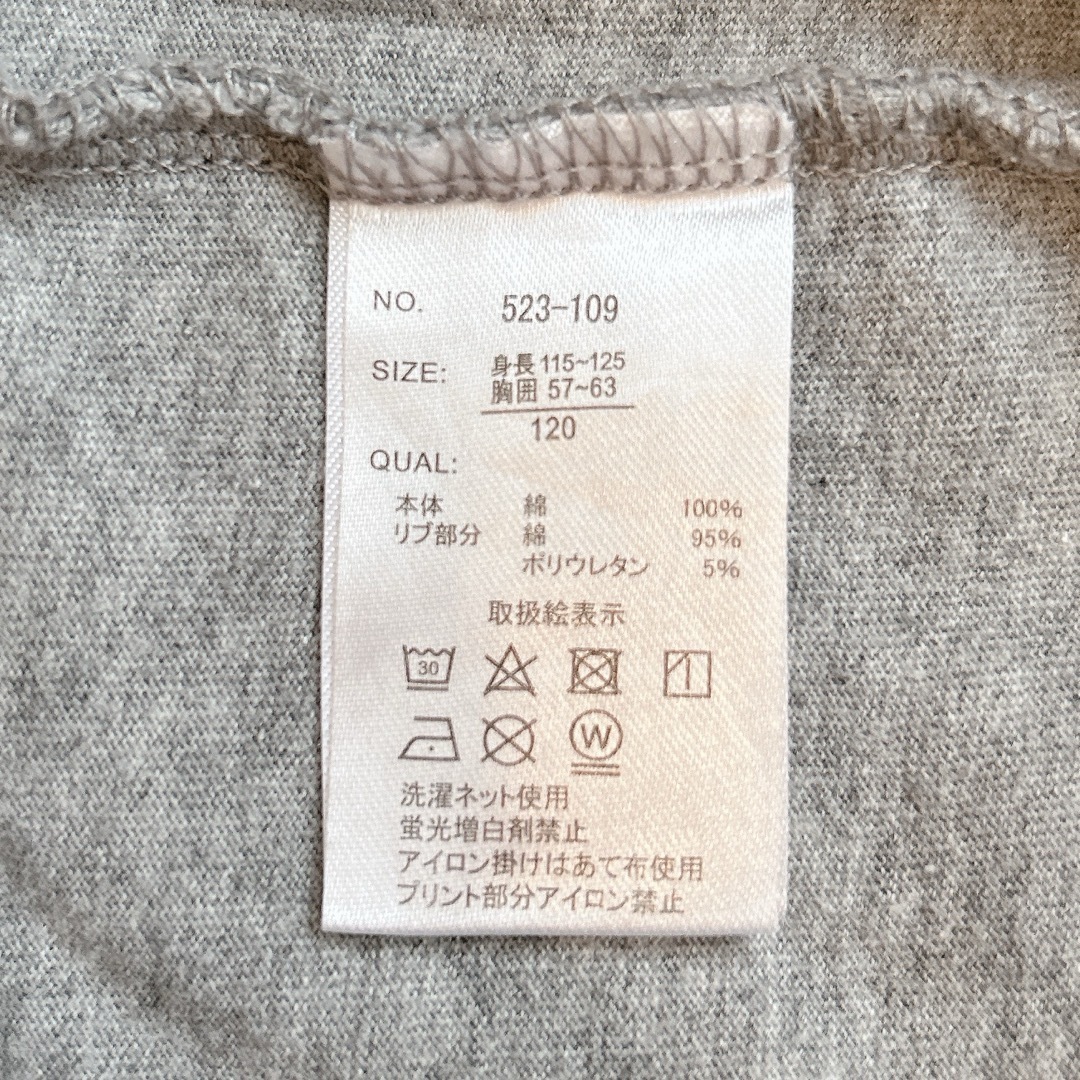 NO. 523-109
SIZE: 身長 115~125
胸囲 57~63
120
QUAL:
本体 綿 100%
リブ部分 綿 95%
ポリウレタン 5%
取扱絵表示
30
W
洗濯ネット使用
蛍光増白剤禁止
アイロン掛けはあて布使用
プリント部分アイロン禁止